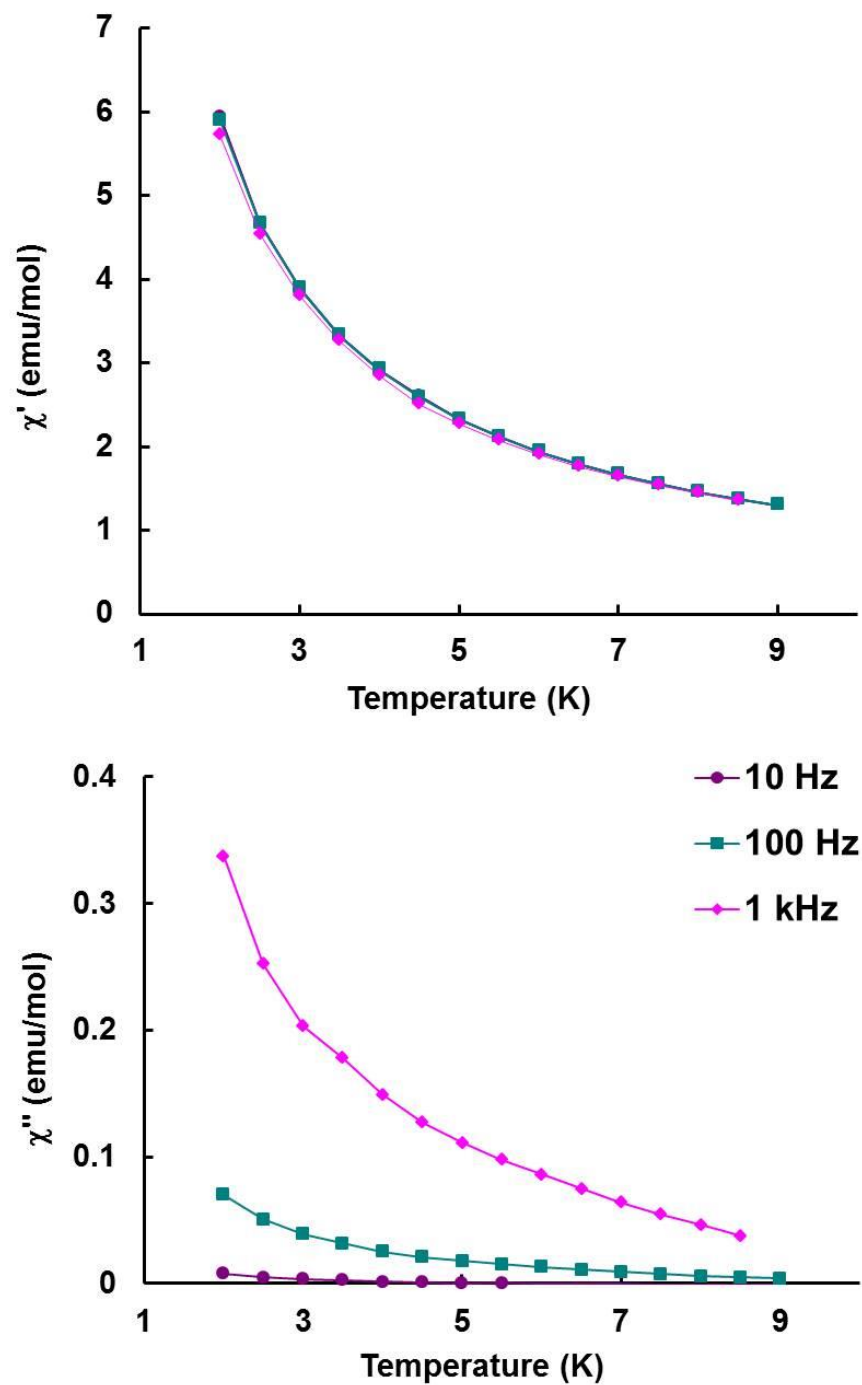 7
6
5
4
3
2
1
0
χ' (emu/mol)
1 3 5 7 9
Temperature (K)
0.4
0.3
0.2
0.1
0
χ'' (emu/mol)
10 Hz
100 Hz
1 kHz
1 3 5 7 9
Temperature (K)